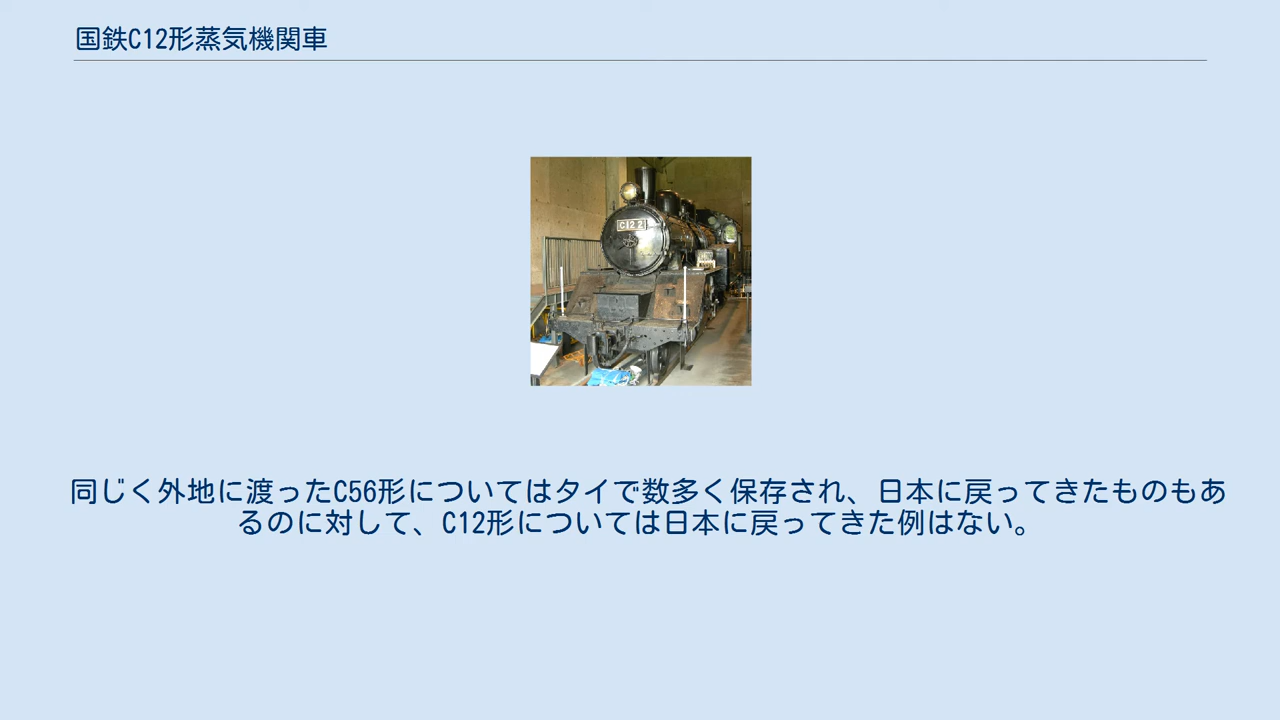 国鉄C12形蒸気機関車
C12 2
同じく外地に渡ったC56形についてはタイで数多く保存され、日本に戻ってきたものもあ
るのに対して、C12形については日本に戻ってきた例はない。